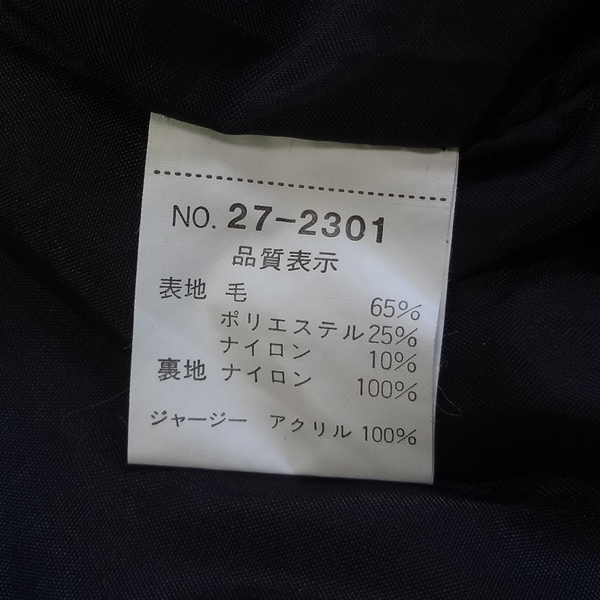 NO. 27-2301
品質表示
表地 毛 65%
ポリエステル 25%
ナイロン 10%
裏地 ナイロン 100%
ジャージー アクリル 100%